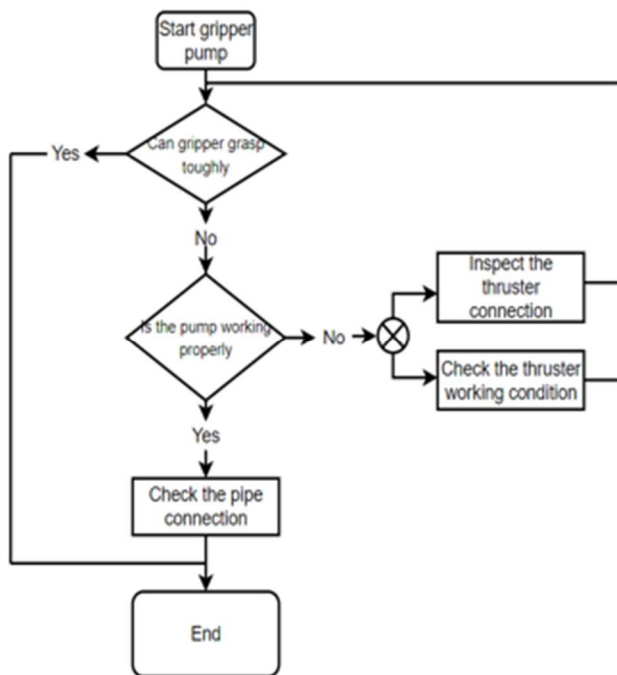 Start gripper
pump
Can gripper grasp
toughly
Yes
No
Is the pump working
properly
No
Inspect the
thruster
connection
Check the thruster
working condition
Yes
Check the pipe
connection
End